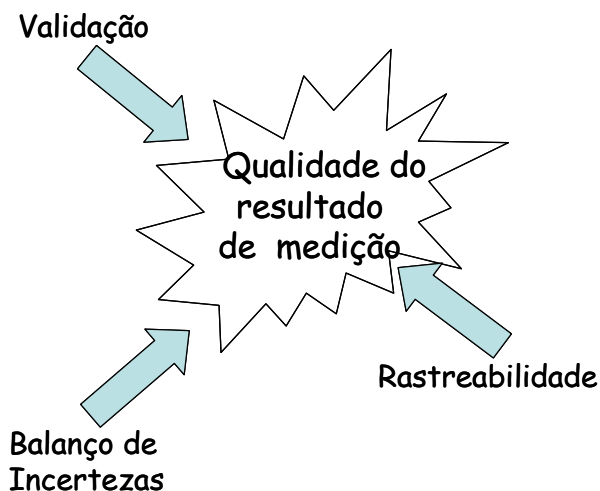 Validação
Qualidade do
resultado
de medição
Rastreabilidade
Balanço de
Incertezas